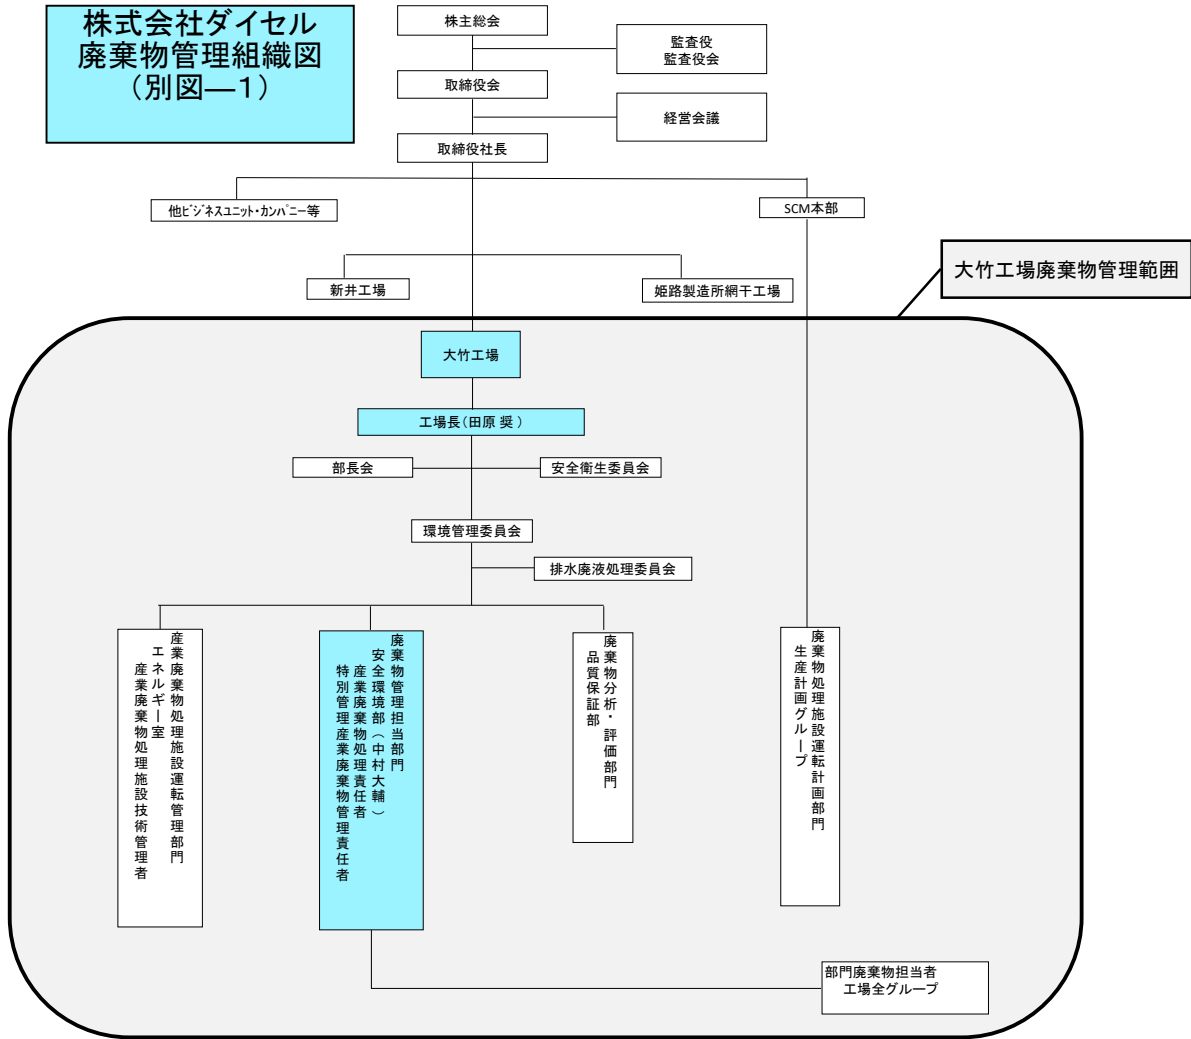 株式会社ダイセル
廃棄物管理組織図
（別図―１）
株主総会
監査役
監査役会
取締役会
経営会議
取締役社長
他ﾋﾞｼﾞﾈｽﾕﾆｯﾄ・ｶﾝﾊﾟﾆｰ等
SCM本部
大竹工場廃棄物管理範囲
新井工場
姫路製造所網干工場
大竹工場
工場長（田原 奨 ）
部長会
安全衛生委員会
環境管理委員会
排水廃液処理委員会
産業廃棄物処理施設運転管理部門
エネルギー室
産業廃棄物処理施設技術管理者
廃棄物管理担当部門
安全環境部（中村大輔）
産業廃棄物処理責任者
特別管理産業廃棄物管理責任者
廃棄物分析・評価部門
品質保証部
廃棄物処理施設運転計画部門
生産計画グループ
部門廃棄物担当者
工場全グループ